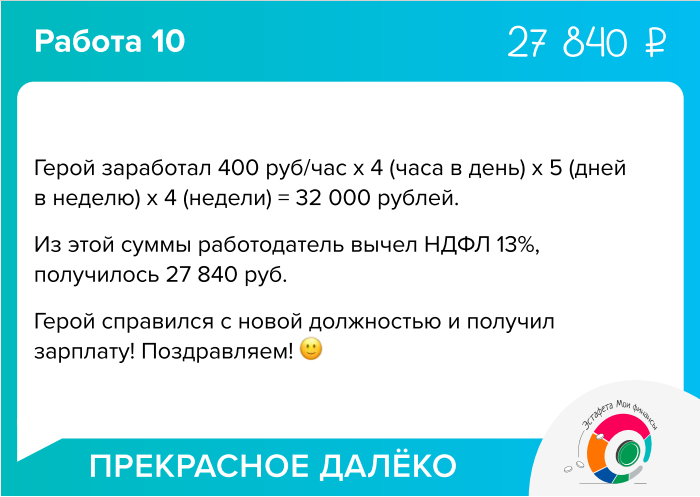 Работа 10
27 840 ₽
Герой заработал 400 руб/час x 4 (часа в день) x 5 (дней
в неделю) x 4 (недели) = 32 000 рублей.
Из этой суммы работодатель вычел НДФЛ 13%,
получилось 27 840 руб.
Герой справился с новой должностью и получил
зарплату! Поздравляем! 🙂
Эстафета Мои финансы
ПРЕКРАСНОЕ ДАЛЁКО